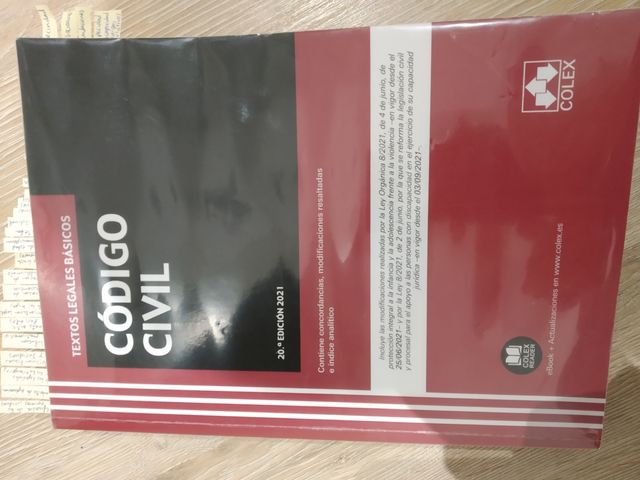 TEXTOS LEGALES BÁSICOS
CÓDIGO
CIVIL
20.ª EDICIÓN 2021
Contiene concordancias, modificaciones resaltadas
e índice analítico
Incluye las modificaciones realizadas por la Ley Orgánica 8/2021, de 4 de junio, de
protección integral a la infancia y la adolescencia frente a la violencia –en vigor desde el
25/06/2021– y por la Ley 8/2021, de 2 de junio, por la que se reforma la legislación civil
y procesal para el apoyo a las personas con discapacidad en el ejercicio de su capacidad
jurídica –en vigor desde el 03/09/2021–.
COLEX
READER
eBook + Actualizaciones en www.colex.es
COLEX